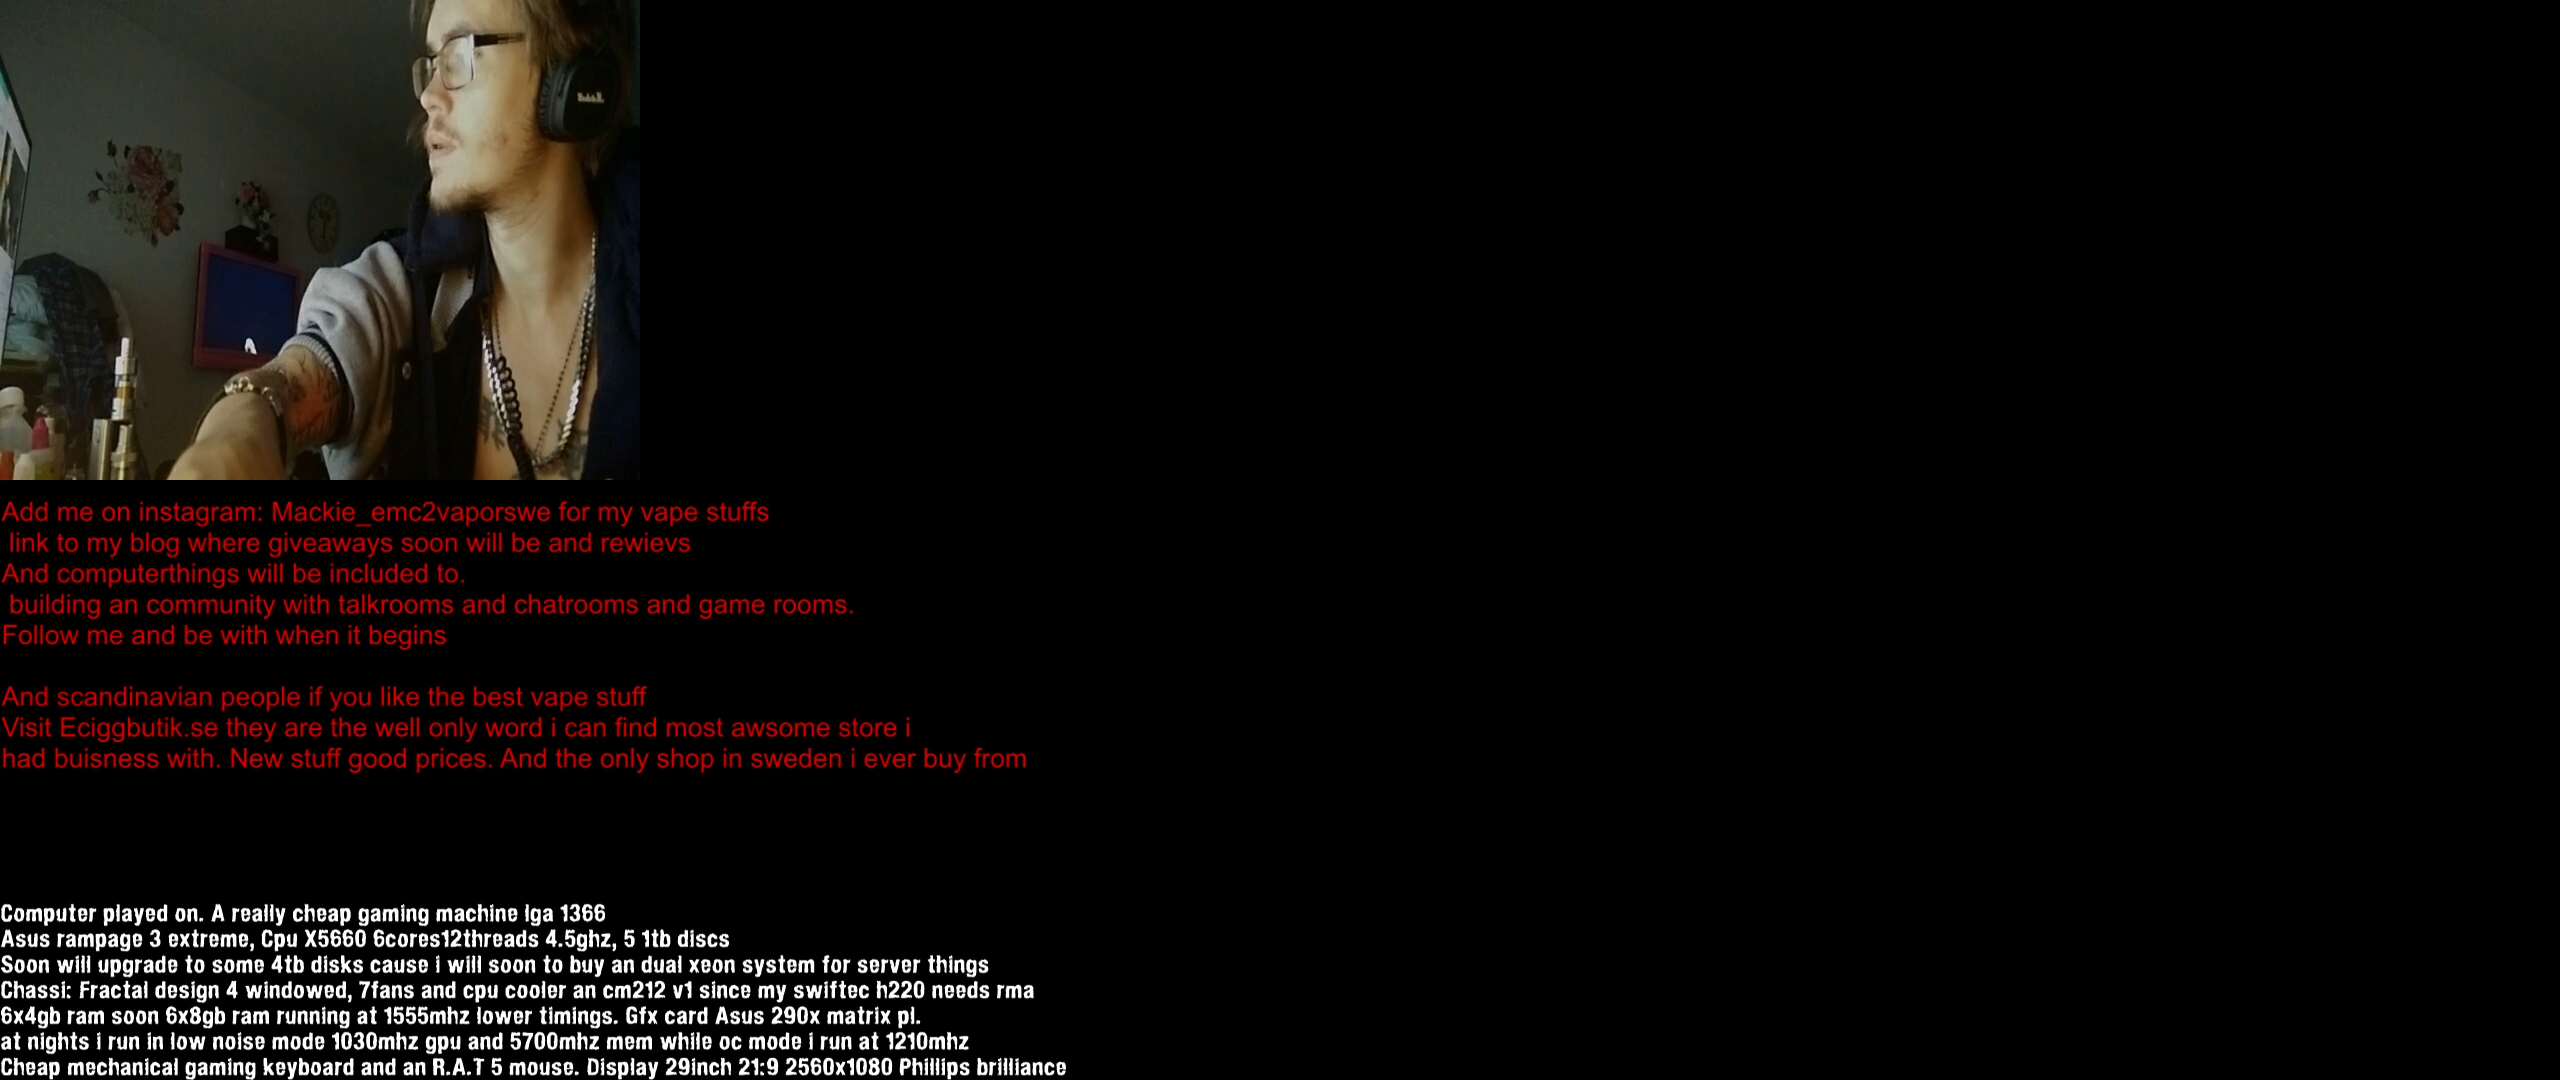 Add me on instagram: Mackie_emc2vaporswe for my vape stuffs
link to my blog where giveaways soon will be and rewievs
And computerthings will be included to.
building an community with talkrooms and chatrooms and game rooms.
Follow me and be with when it begins
And scandinavian people if you like the best vape stuff
Visit Eciggbutik.se they are the well only word i can find most awsome store i
had buisness with. New stuff good prices. And the only shop in sweden i ever buy from
Computer played on. A really cheap gaming machine lga 1366
Asus rampage 3 extreme, Cpu X5660 6cores12threads 4.5ghz, 5 1tb discs
Soon will upgrade to some 4tb disks cause i will soon to buy an dual xeon system for server things
Chassi: Fractal design 4 windowed, 7fans and cpu cooler an cm212 v1 since my swiftec h220 needs rma
6x4gb ram soon 6x8gb ram running at 1555mhz lower timings. Gfx card Asus 290x matrix pl.
at nights i run in low noise mode 1030mhz gpu and 5700mhz mem while oc mode i run at 1210mhz
Cheap mechanical gaming keyboard and an R.A.T 5 mouse. Display 29inch 21:9 2560x1080 Phillips brilliance